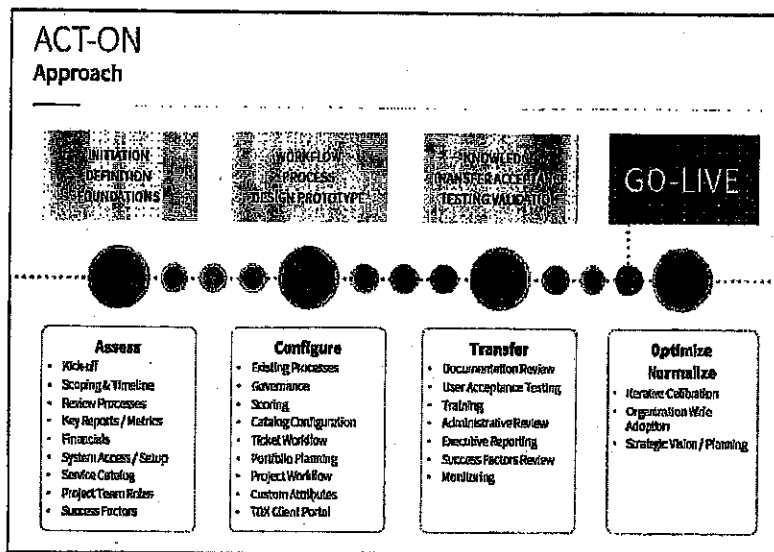 ACT-ON
Approach
INITIATION
DEFINITION
FOUNDATIONS
WORKFLOW
PROCESS
DESIGN PROTOTYPE
TESTING VALIDATION
GO-LIVE
Assess
• Kick-off
• Scoping & Timeline
• Review Processes
• Key Reports / Metrics
• Financials
• System Access / Setup
• Service Catalog
• Project Team Roles
• Success Factors
Configure
• Existing Processes
• Governance
• Scoring
• Catalog Configuration
• Ticket Workflow
• Portfolio Planning
• Project Workflow
• Custom Attributes
• TDX Client Portal
Transfer
• Documentation Review
• User Acceptance Testing
• Training
• Administrative Review
• Executive Reporting
• Success Factors Review
• Monitoring
Optimize
Normalize
• Iterative Calibration
• Organization Wide
Adoption
• Strategic Vision / Planning